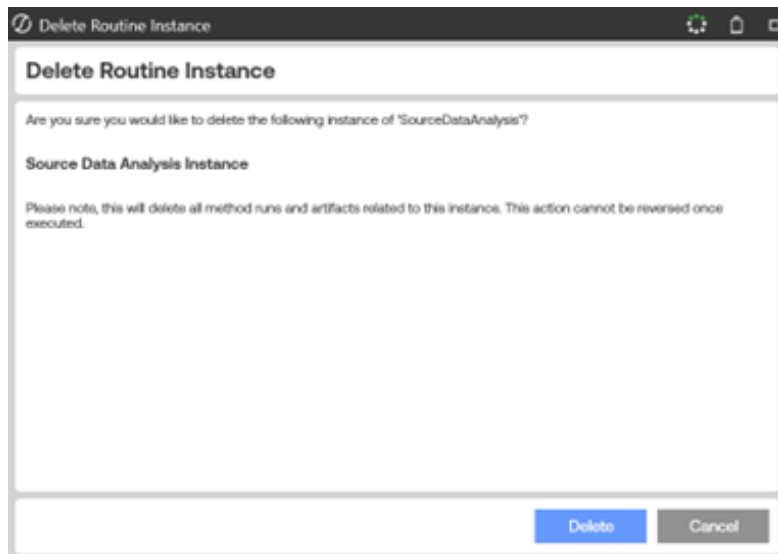 Delete Routine Instance
Delete Routine Instance
Are you sure you would like to delete the following instance of 'SourceDataAnalysis'?
Source Data Analysis Instance
Please note, this will delete all method runs and artifacts related to this instance. This action cannot be reversed once
executed.
Delete
Cancel